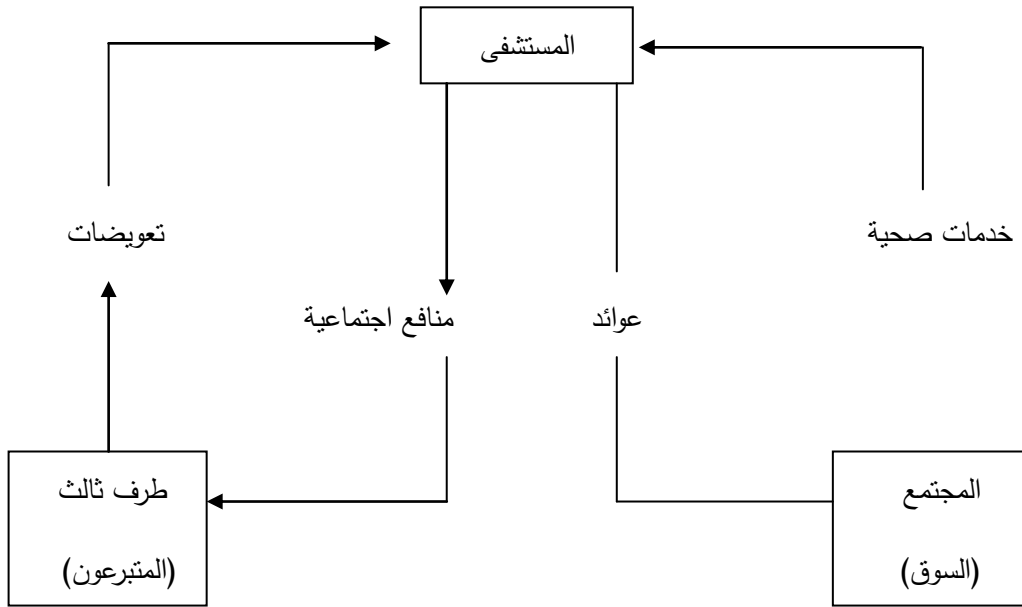 المستشفى
خدمات صحية
تعويضات
عوائد
منافع اجتماعية
المجتمع
(السوق)
طرف ثالث
(المتبرعون)